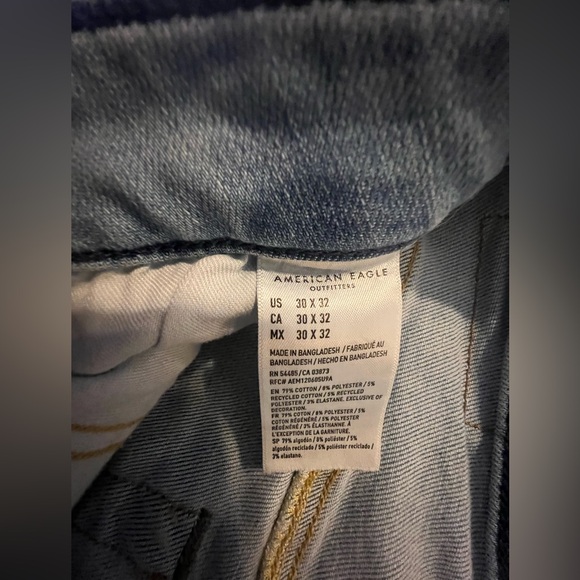 AMERICAN EAGLE
OUTFITTERS
US 30 X 32
CA 30 X 32
MX 30 X 32
MADE IN BANGLADESH / FABRIQUÉ AU
BANGLADESH / HECHO EN BANGLADESH
RN 54485 / CA 03073
RFC# AEM120605U9A
EN 79% COTTON / 8% POLYESTER / 5%
RECYCLED COTTON / 5% RECYCLED
POLYESTER / 3% ELASTANE. EXCLUSIVE OF
DECORATION.
FR 79% COTON / 8% POLYESTER / 5%
COTON RÉGÉNÉRÉ / 5% POLYESTER
RÉGÉNÉRÉ / 3% ÉLASTHANNE. À
L'EXCEPTION DE LA GARNITURE.
SP 79% algodón / 8% poliéster / 5%
algodón reciclado / 5% poliéster reciclado /
3% elastano.